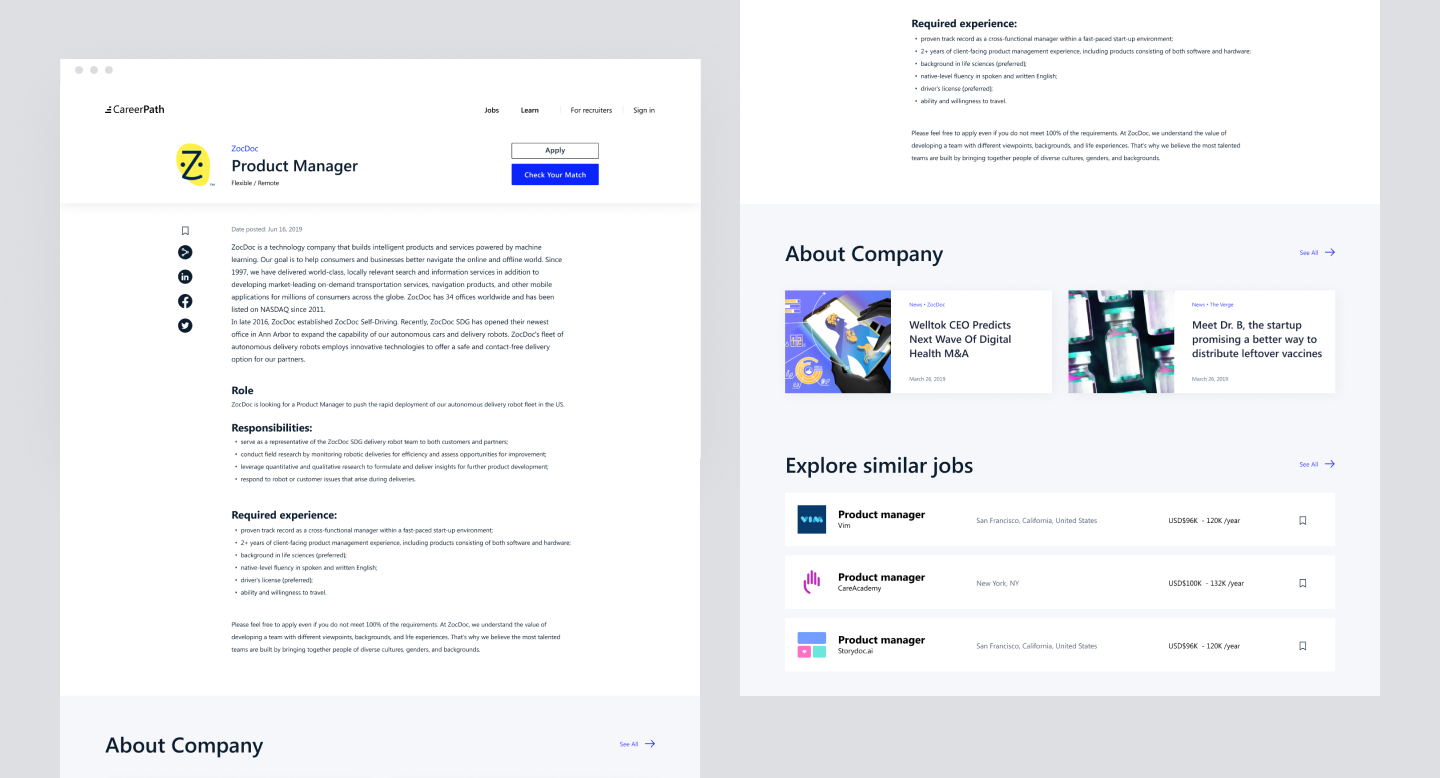 CareerPath
Jobs
Learn
For recruiters
Sign in
ZocDoc
Product Manager
Flexible / Remote
Apply
Check Your Match
Date posted: Jun 16, 2019
ZocDoc is a technology company that builds intelligent products and services powered by machine
learning. Our goal is to help consumers and businesses better navigate the online and offline world. Since
1997, we have delivered world-class, locally relevant search and information services in addition to
developing market-leading on-demand transportation services, navigation products, and other mobile
applications for millions of consumers across the globe. ZocDoc has 34 offices worldwide and has been
listed on NASDAQ since 2011.
In late 2016, ZocDoc established ZocDoc Self-Driving. Recently, ZocDoc SDG has opened their newest
office in Ann Arbor to expand the capability of our autonomous cars and delivery robots. ZocDoc's fleet of
autonomous delivery robots employs innovative technologies to offer a safe and contact-free delivery
option for our partners.
Role
ZocDoc is looking for a Product Manager to push the rapid deployment of our autonomous delivery robot fleet in the US.
Responsibilities:
• serve as a representative of the ZocDoc SDG delivery robot team to both customers and partners;
• conduct field research by monitoring robotic deliveries for efficiency and assess opportunities for improvement;
• leverage quantitative and qualitative research to formulate and deliver insights for further product development;
• respond to robot or customer issues that arise during deliveries.
Required experience:
• proven track record as a cross-functional manager within a fast-paced start-up environment;
• 2+ years of client-facing product management experience, including products consisting of both software and hardware;
• background in life sciences (preferred);
• native-level fluency in spoken and written English;
• driver's license (preferred);
• ability and willingness to travel.
Please feel free to apply even if you do not meet 100% of the requirements. At ZocDoc, we understand the value of
developing a team with different viewpoints, backgrounds, and life experiences. That's why we believe the most talented
teams are built by bringing together people of diverse cultures, genders, and backgrounds.
About Company
See All
Required experience:
• proven track record as a cross-functional manager within a fast-paced start-up environment;
• 2+ years of client-facing product management experience, including products consisting of both software and hardware;
• background in life sciences (preferred);
• native-level fluency in spoken and written English;
• driver's license (preferred);
• ability and willingness to travel.
Please feel free to apply even if you do not meet 100% of the requirements. At ZocDoc, we understand the value of
developing a team with different viewpoints, backgrounds, and life experiences. That's why we believe the most talented
teams are built by bringing together people of diverse cultures, genders, and backgrounds.
About Company
See All
News • ZocDoc
Welltok CEO Predicts
Next Wave Of Digital
Health M&A
March 26, 2019
News • The Verge
Meet Dr. B, the startup
promising a better way to
distribute leftover vaccines
March 26, 2019
Explore similar jobs
See All
VIM
Product manager
Vim
San Francisco, California, United States
USD$96K - 120K /year
Product manager
CareAcademy
New York, NY
USD$100K - 132K /year
Product manager
Storydoc.ai
San Francisco, California, United States
USD$96K - 120K /year